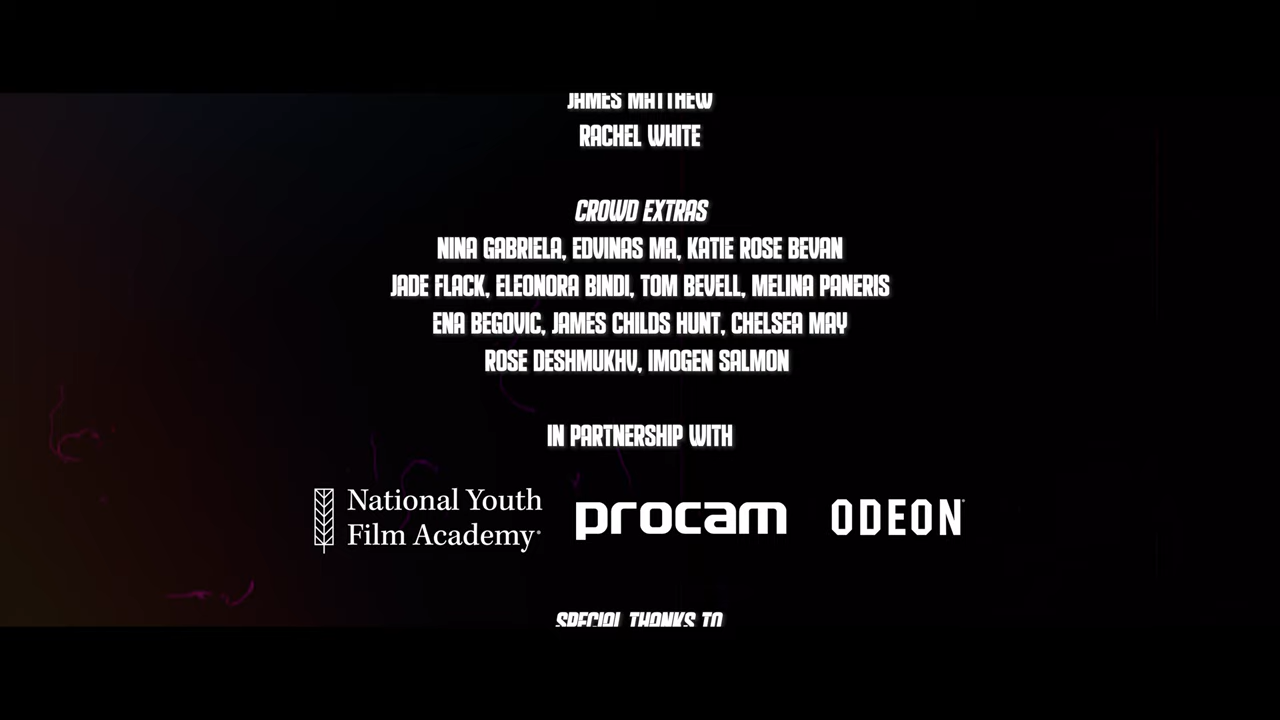 JAMES MATTHEW
RACHEL WHITE
CROWD EXTRAS
NINA GABRIELA, EDVINAS MA, KATIE ROSE BEVAN
JADE FLACK, ELEONORA BINDI, TOM BEVELL, MELINA PANERIS
ENA BEGOVIC, JAMES CHILDS HUNT, CHELSEA MAY
ROSE DESHMUKHV, IMOGEN SALMON
IN PARTNERSHIP WITH
National Youth
Film Academy
procam
ODEON
SPECIAL THANKS TO